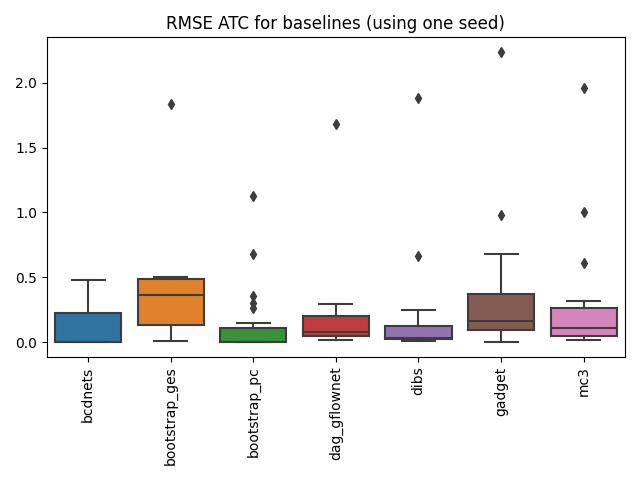 RMSE ATC for baselines (using one seed)
2.0
1.5
1.0
0.5
0.0
bcdnets
bootstrap_ges
bootstrap_pc
dag_gflownet
dibs
gadget
mc3